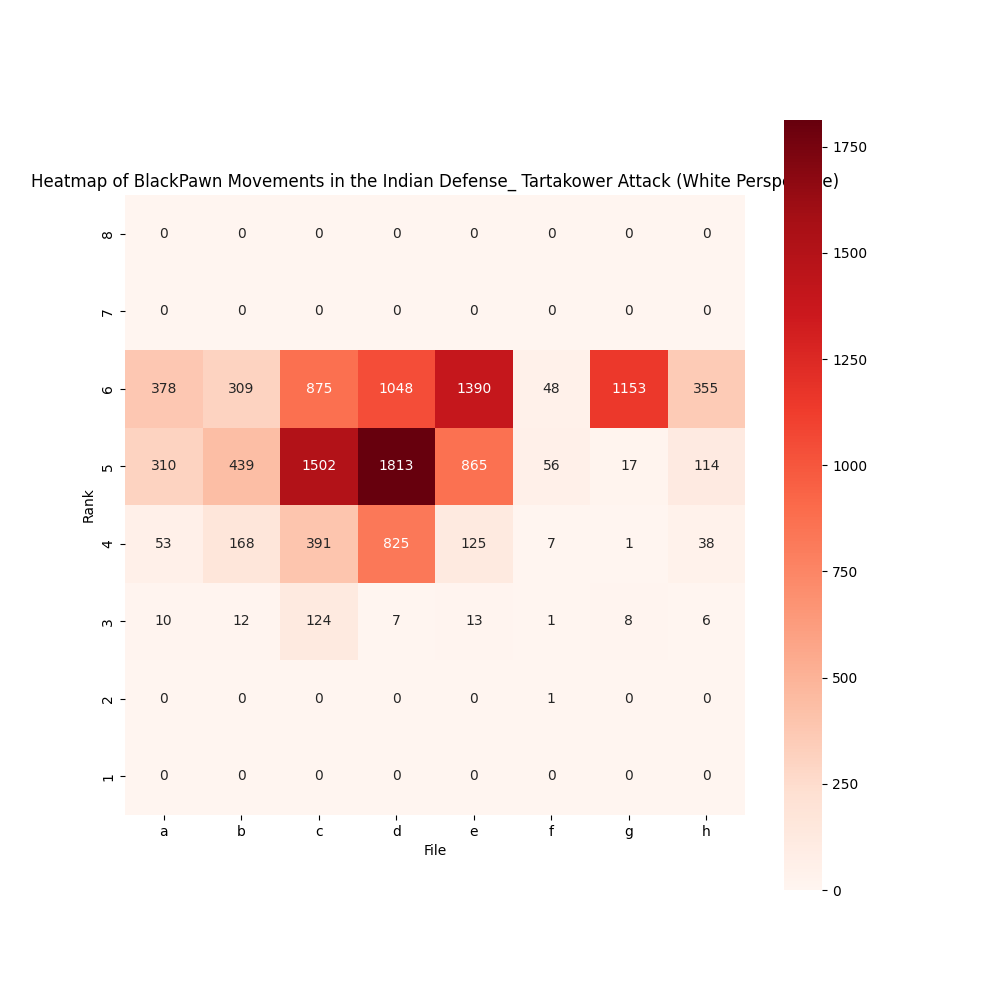 Heatmap of BlackPawn Movements in the Indian Defense_ Tartakower Attack (White Persp e)
8 0 0 0 0 0 0 0 0
7 0 0 0 0 0 0 0 0
6 378 309 875 1048 1390 48 1153 355
5 310 439 1502 1813 865 56 17 114
4 53 168 391 825 125 7 1 38
3 10 12 124 7 13 1 8 6
2 0 0 0 0 0 1 0 0
1 0 0 0 0 0 0 0 0
a b c d e f g h
File
Rank
1750
1500
1250
1000
750
500
250
0